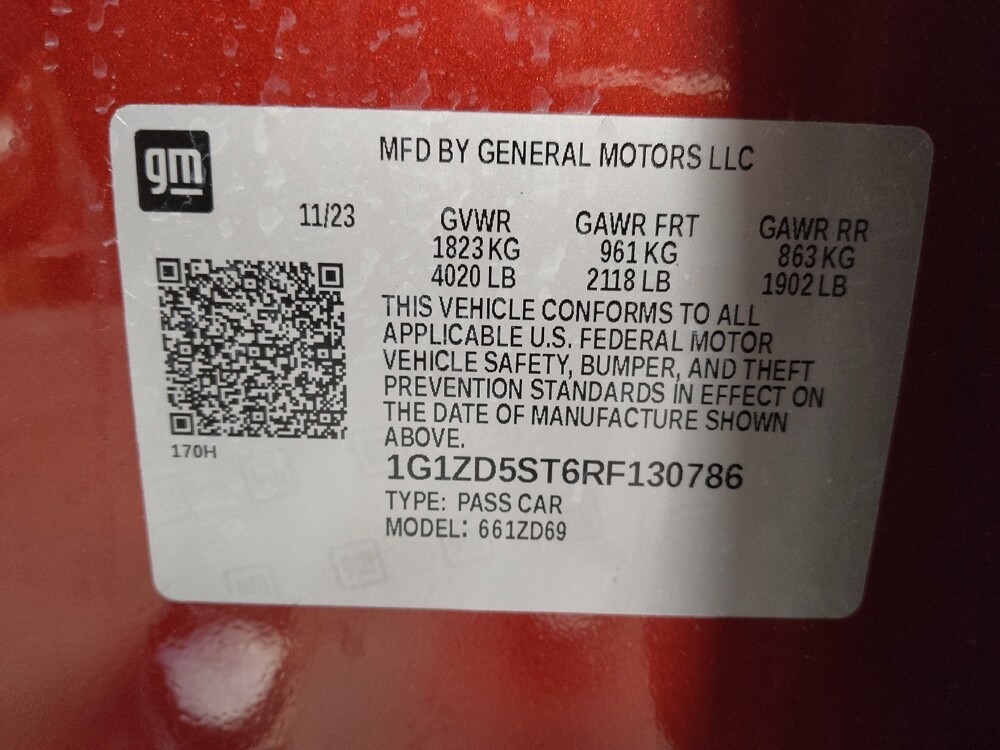 gm
MFD BY GENERAL MOTORS LLC
11/23 GVWR GAWR FRT GAWR RR
1823 KG 961 KG 863 KG
4020 LB 2118 LB 1902 LB
THIS VEHICLE CONFORMS TO ALL
APPLICABLE U.S. FEDERAL MOTOR
VEHICLE SAFETY, BUMPER, AND THEFT
PREVENTION STANDARDS IN EFFECT ON
THE DATE OF MANUFACTURE SHOWN
ABOVE.
170H
1G1ZD5ST6RF130786
TYPE: PASS CAR
MODEL: 661ZD69
gm
gm